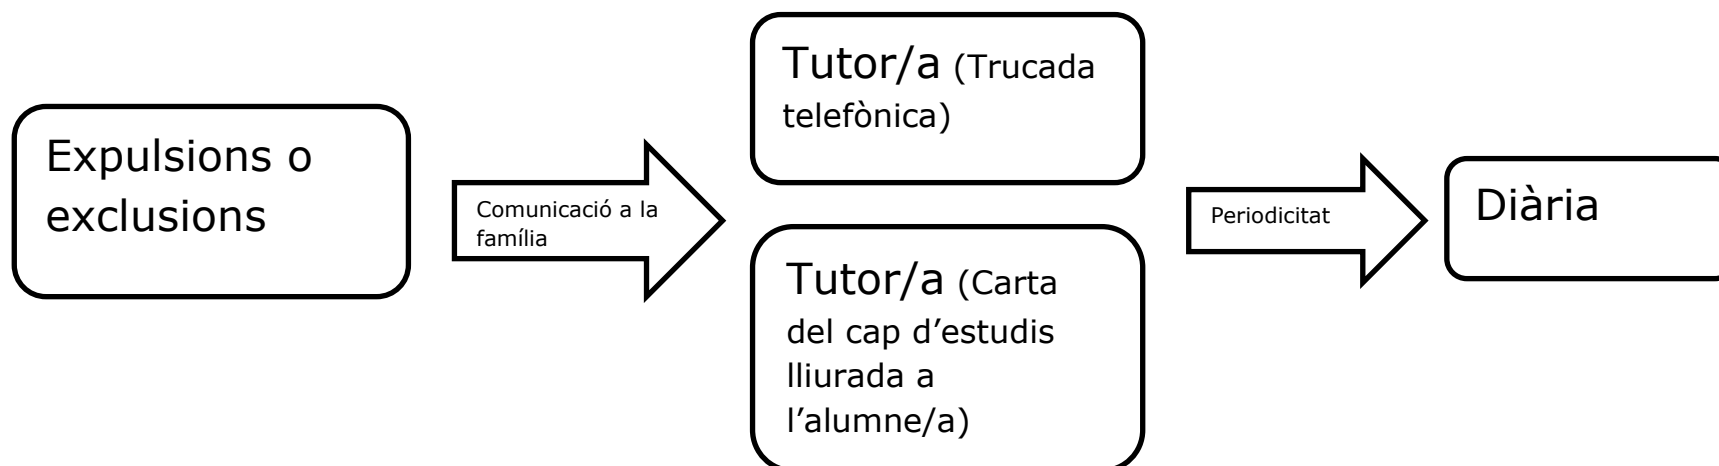 Expulsions o
exclusions
Comunicació a la
família
Tutor/a (Trucada
telefònica)
Tutor/a (Carta
del cap d’estudis
lliurada a
l’alumne/a)
Periodicitat
Diària